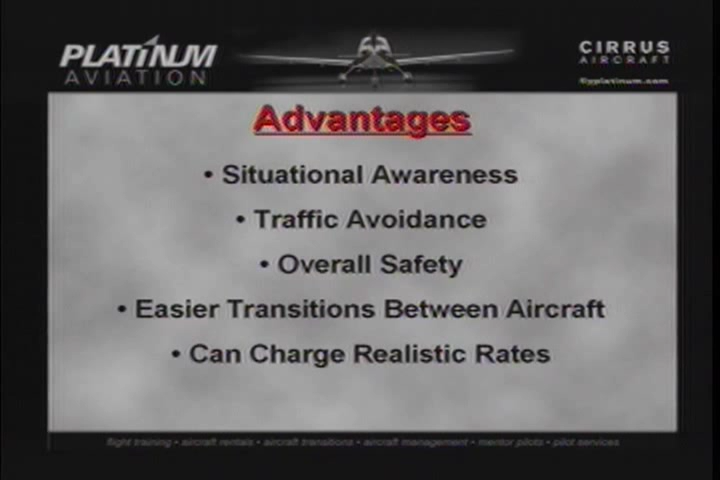 PLATINUM
AVIATION
CIRRUS
AIRCRAFT
flyplatinum.com
Advantages
• Situational Awareness
• Traffic Avoidance
• Overall Safety
• Easier Transitions Between Aircraft
• Can Charge Realistic Rates
flight training • aircraft rentals • aircraft transitions • aircraft management • mentor pilots • pilot services